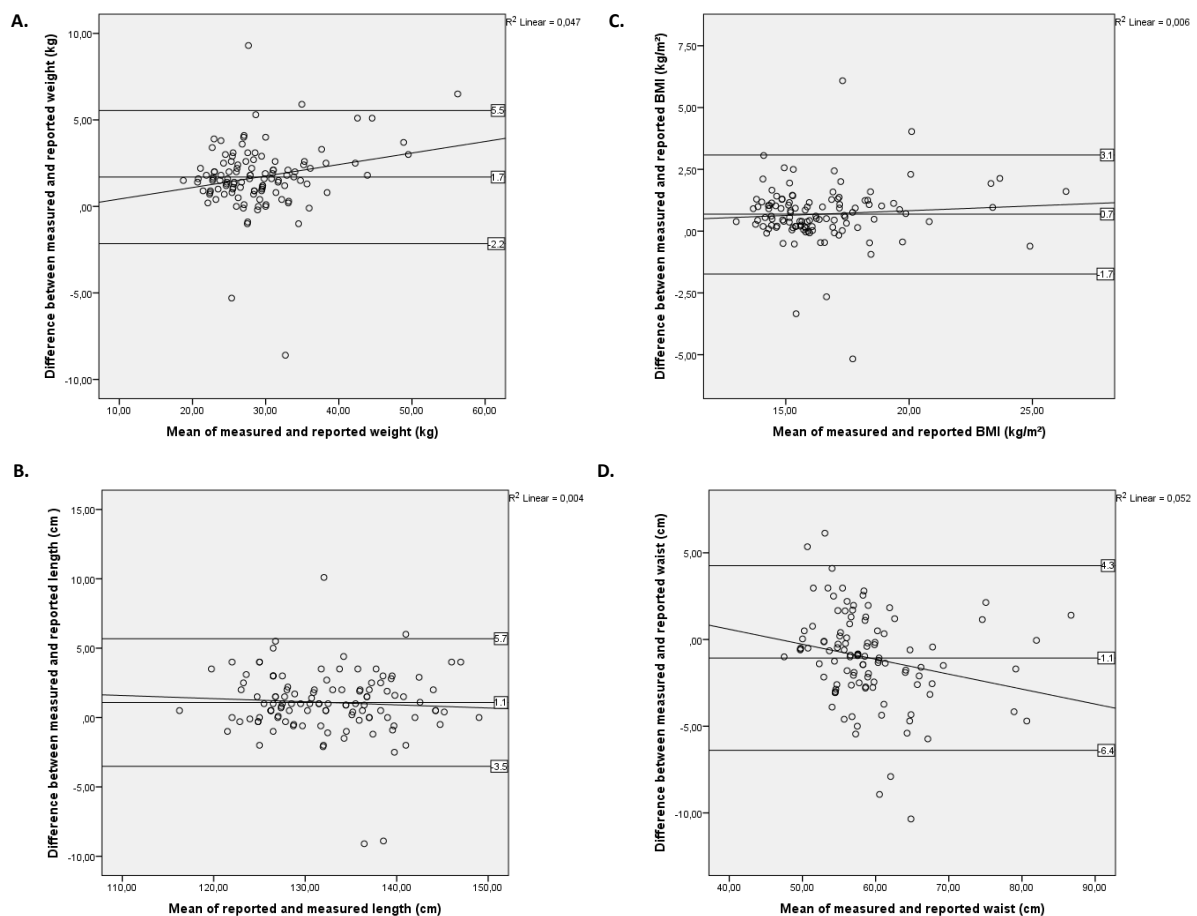 A.
R² Linear = 0,047
Difference between measured and reported weight (kg)
10,00
5,00
,00
-5,00
-10,00
5.5
1.7
-2.2
10,00 20,00 30,00 40,00 50,00 60,00
Mean of measured and reported weight (kg)
C.
R² Linear = 0,006
Difference between measured and reported BMI (kg/m²)
7,50
5,00
2,50
,00
-2,50
-5,00
3.1
0.7
-1.7
15,00 20,00 25,00
Mean of measured and reported BMI (kg/m²)
B.
R² Linear = 0,004
Difference between measured and reported length (cm )
15,00
10,00
5,00
,00
-5,00
-10,00
5.7
1.1
-3.5
110,00 120,00 130,00 140,00 150,00
Mean of reported and measured length (cm)
D.
R² Linear = 0,052
Difference between measured and reported waist (cm)
5,00
,00
-5,00
-10,00
4.3
-1.1
-6.4
40,00 50,00 60,00 70,00 80,00 90,00
Mean of measured and reported waist (cm)